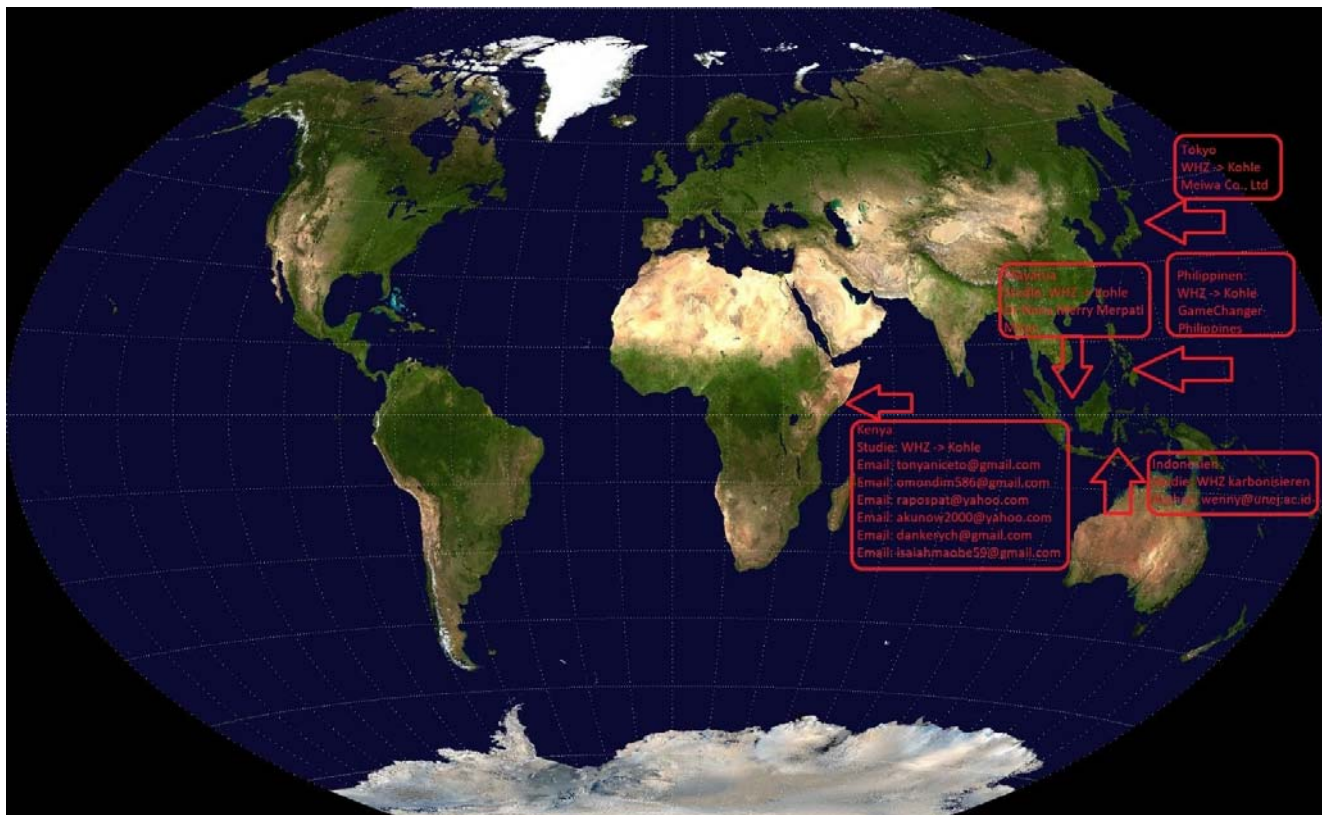 Tokyo
WHZ -> Kohle
Meiwa Co., Ltd
Philippinen:
WHZ -> Kohle
GameChanger
Philippines
Studie: WHZ -> Kohle
Merry Merpati
Kenya
Studie: WHZ -> Kohle
Email: tonyaniceto@gmail.com
Email: omondim586@gmail.com
Email: rapospat@yahoo.com
Email: akunow2000@yahoo.com
Email: dankerych@gmail.com
Email: isaiahmaobe59@gmail.com
Indonesien
Studie: WHZ karbonisieren
wenny@unej.ac.id